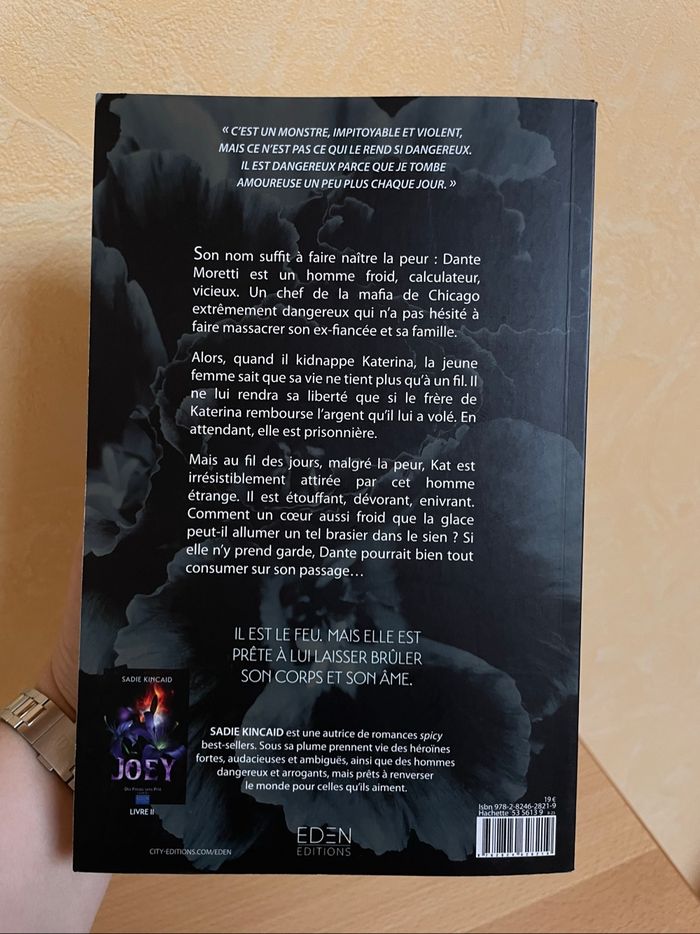 « C'EST UN MONSTRE, IMPITOYABLE ET VIOLENT,
MAIS CE N'EST PAS CE QUI LE REND SI DANGEREUX.
IL EST DANGEREUX PARCE QUE JE TOMBE
AMOUREUSE UN PEU PLUS CHAQUE JOUR. »
Son nom suffit à faire naître la peur : Dante
Moretti est un homme froid, calculateur,
vicieux. Un chef de la mafia de Chicago
extrêmement dangereux qui n'a pas hésité à
faire massacrer son ex-fiancée et sa famille.
Alors, quand il kidnappe Katerina, la jeune
femme sait que sa vie ne tient plus qu'à un fil. Il
ne lui rendra sa liberté que si le frère de
Katerina rembourse l'argent qu'il lui a volé. En
attendant, elle est prisonnière.
Mais au fil des jours, malgré la peur, Kat est
irrésistiblement attirée par cet homme
étrange. Il est étouffant, dévorant, enivrant.
Comment un cœur aussi froid que la glace
peut-il allumer un tel brasier dans le sien ? Si
elle n'y prend garde, Dante pourrait bien tout
consumer sur son passage…
IL EST LE FEU. MAIS ELLE EST
PRÊTE À LUI LAISSER BRÛLER
SON CORPS ET SON ÂME.
SADIE KINCAID
JOEY
LIVRE II
SADIE KINCAID est une autrice de romances spicy
best-sellers. Sous sa plume prennent vie des héroïnes
fortes, audacieuses et ambiguës, ainsi que des hommes
dangereux et arrogants, mais prêts à renverser
le monde pour celles qu'ils aiment.
CITY-EDITIONS.COM/EDEN
EDEN
EDITIONS
19 €
Isbn 978-2-8246-2821-9
Hachette 53 5613 9